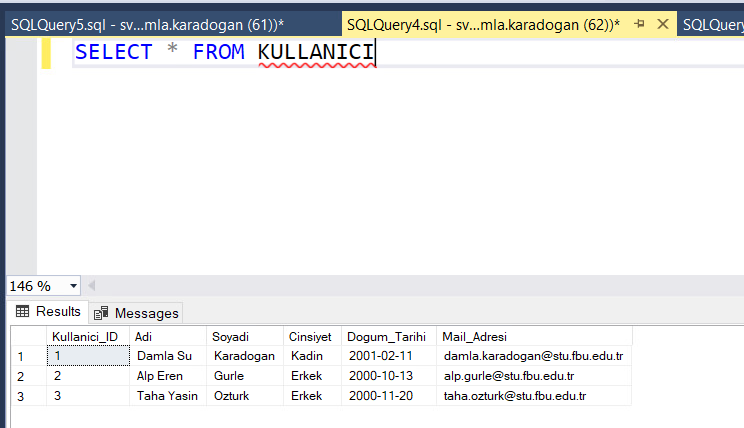 SQLQuery5.sql - sv...mla.karadogan (61))* SQLQuery4.sql - sv...mla.karadogan (62))* SQLQuery
SELECT * FROM KULLANICI
146 %
Results Messages
Kullanici_ID Adi Soyadi Cinsiyet Dogum_Tarihi Mail_Adresi
1 1 Damla Su Karadogan Kadin 2001-02-11 damla.karadogan@stu.fbu.edu.tr
2 2 Alp Eren Gurle Erkek 2000-10-13 alp.gurle@stu.fbu.edu.tr
3 3 Taha Yasin Ozturk Erkek 2000-11-20 taha.ozturk@stu.fbu.edu.tr